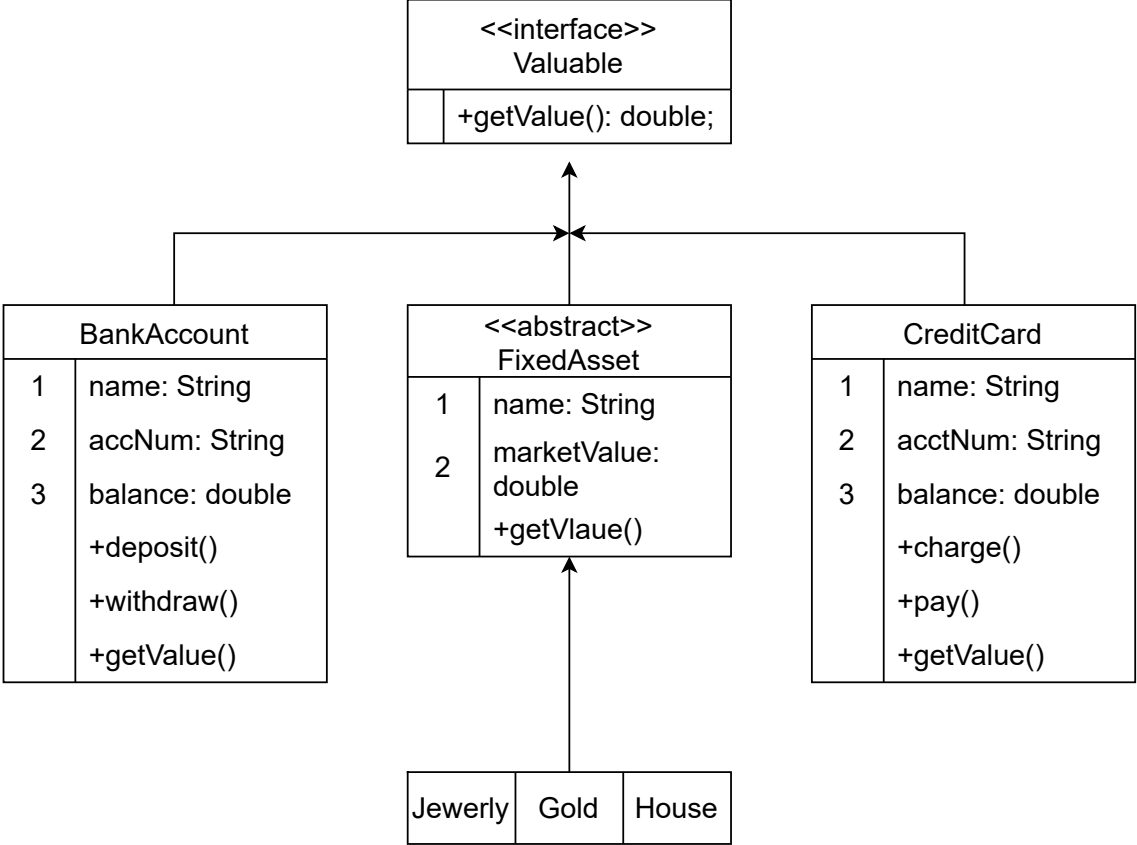 <<interface>>
Valuable
+getValue(): double;
BankAccount
1 name: String
2 accNum: String
3 balance: double
+deposit()
+withdraw()
+getValue()
<<abstract>>
FixedAsset
1 name: String
2 marketValue:
double
+getVlaue()
CreditCard
1 name: String
2 acctNum: String
3 balance: double
+charge()
+pay()
+getValue()
Jewerly Gold House